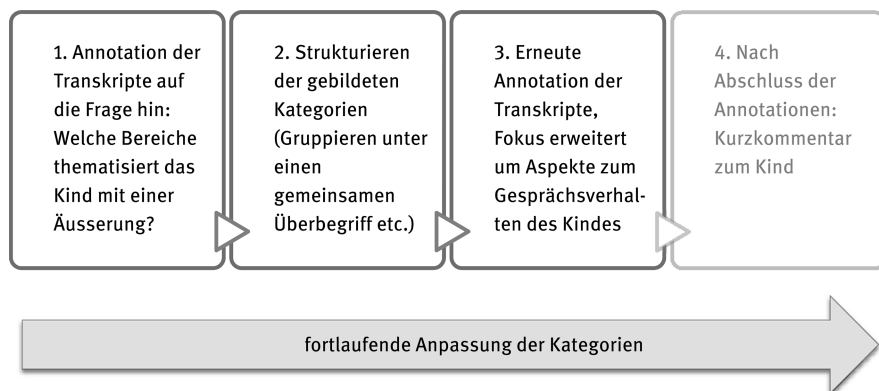 1. Annotation der
Transkripte auf
die Frage hin:
Welche Bereiche
thematisiert das
Kind mit einer
Äusserung?
2. Strukturieren
der gebildeten
Kategorien
(Gruppieren unter
einen
gemeinsamen
Überbegriff etc.)
3. Erneute
Annotation der
Transkripte,
Fokus erweitert
um Aspekte zum
Gesprächsverhal-
ten des Kindes
4. Nach
Abschluss der
Annotationen:
Kurzkommentar
zum Kind
fortlaufende Anpassung der Kategorien